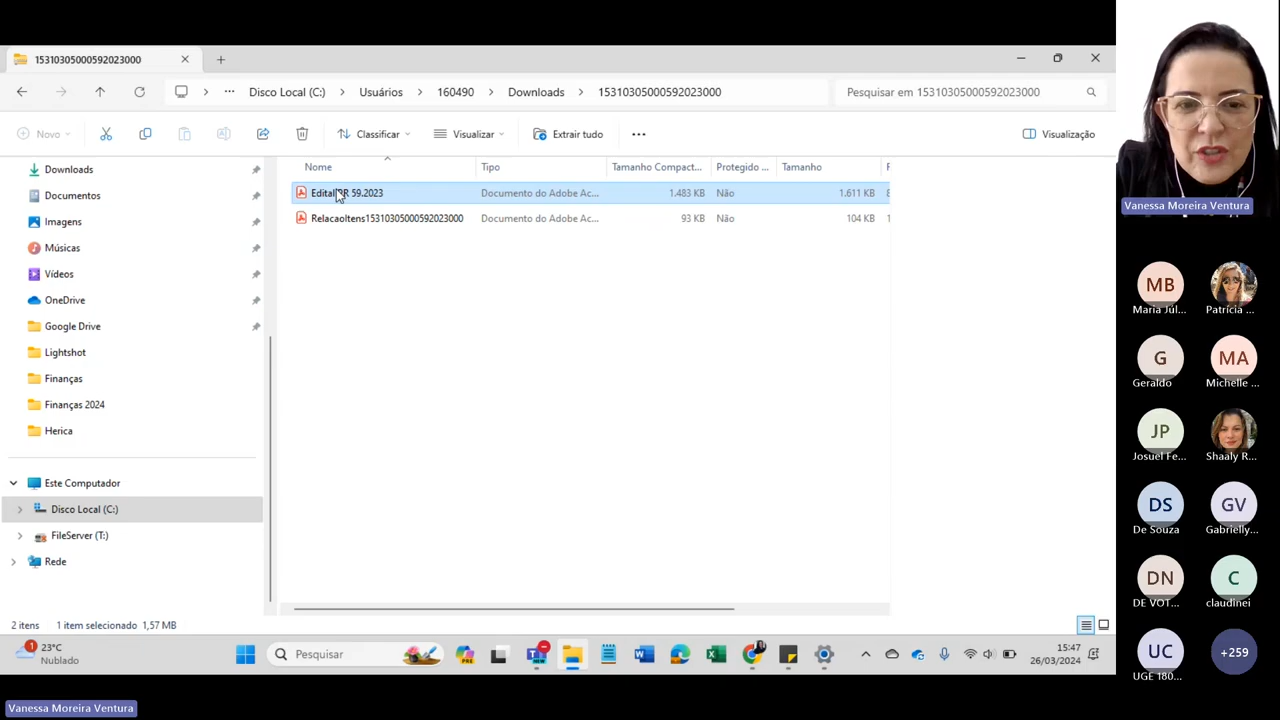 15310305000592023000
Disco Local (C:) > Usuários > 160490 > Downloads > 15310305000592023000
Pesquisar em 15310305000592023000
Novo
Classificar
Visualizar
Extrair tudo
Visualização
Nome
Tipo
Tamanho Compact...
Protegido ...
Tamanho
Downloads
Documentos
Imagens
Músicas
Vídeos
OneDrive
Google Drive
Lightshot
Finanças
Finanças 2024
Herica
Este Computador
Disco Local (C:)
FileServer (T:)
Rede
Documento do Adobe Ac... 1.483 KB Não 1.611 KB
RelacaoItens15310305000592023000 Documento do Adobe Ac... 93 KB Não 104 KB
2 itens 1 item selecionado 1,57 MB
23°C
Nublado
Pesquisar
15:47
26/03/2024
Vanessa Moreira Ventura
MB
Maria Júl...
Patrícia ...
G
Geraldo
MA
Michelle ...
JP
Josuel Fe...
Shaaly R...
DS
De Souza
GV
Gabrielly...
DN
DE VOT...
C
claudinei
UC
UGE 180...
+259
Vanessa Moreira Ventura